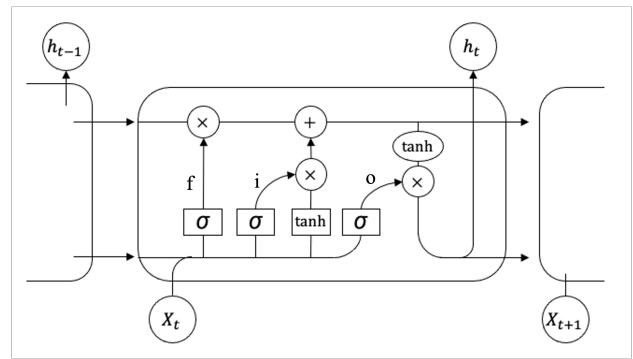 h_{t-1} h_t
× +
tanh
f i × o ×
σ σ tanh σ
X_t X_{t+1}